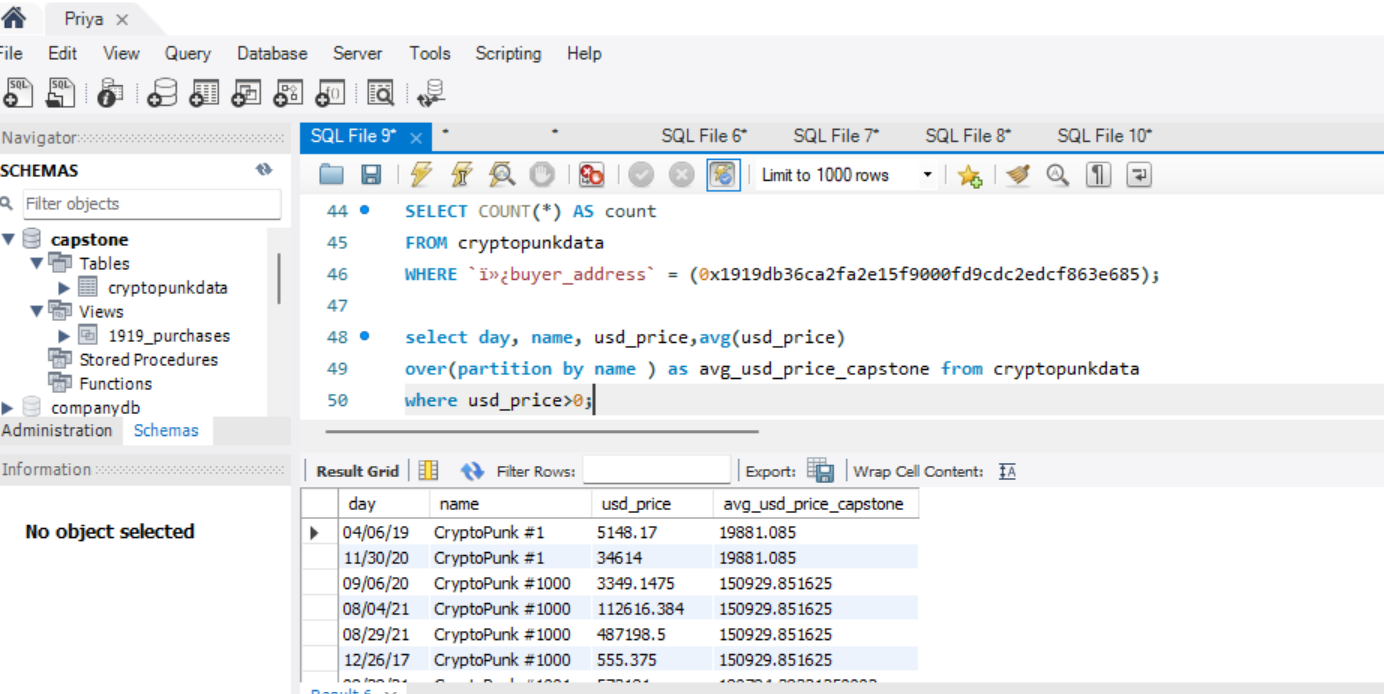 Priya
File Edit View Query Database Server Tools Scripting Help
Navigator
SQL File 9* * * SQL File 6* SQL File 7* SQL File 8* SQL File 10*
SCHEMAS
Filter objects
Limit to 1000 rows
capstone
Tables
cryptopunkdata
Views
1919_purchases
Stored Procedures
Functions
companydb
Administration Schemas
Information
No object selected
44 SELECT COUNT(*) AS count
45 FROM cryptopunkdata
46 WHERE `ï»¿buyer_address` = (0x1919db36ca2fa2e15f9000fd9cdc2edcf863e685);
47
48 select day, name, usd_price,avg(usd_price)
49 over(partition by name ) as avg_usd_price_capstone from cryptopunkdata
50 where usd_price>0;
Result Grid Filter Rows: Export: Wrap Cell Content:
day name usd_price avg_usd_price_capstone
04/06/19 CryptoPunk #1 5148.17 19881.085
11/30/20 CryptoPunk #1 34614 19881.085
09/06/20 CryptoPunk #1000 3349.1475 150929.851625
08/04/21 CryptoPunk #1000 112616.384 150929.851625
08/29/21 CryptoPunk #1000 487198.5 150929.851625
12/26/17 CryptoPunk #1000 555.375 150929.851625